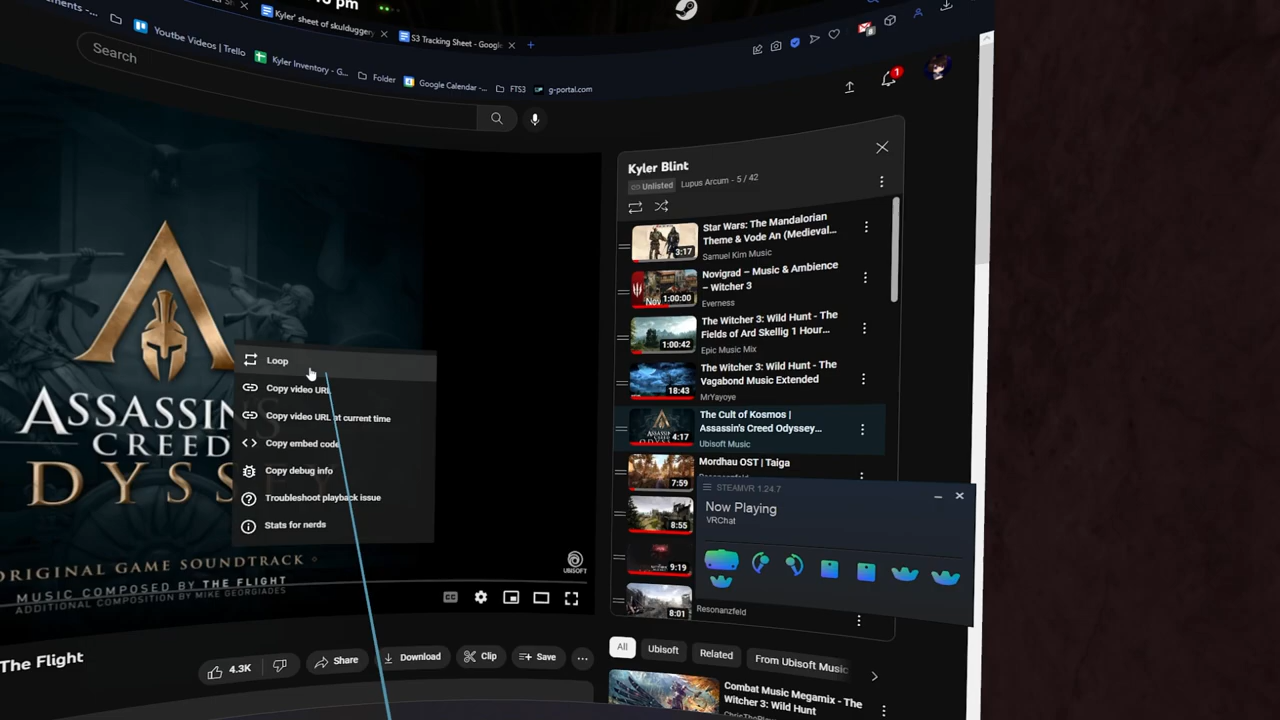 pm
Kyler' sheet of skulduggery
S3 Tracking Sheet - Google
Youtbe Videos | Trello
Kyler Inventory - G...
Folder
Google Calendar -...
FTS3
g-portal.com
8
Search
1
Kyler Blint
Unlisted
Lupus Arcum - 5 / 42
Star Wars: The Mandalorian
Theme & Vode An (Medieval...
Samuel Kim Music
3:17
Novigrad – Music & Ambience
– Witcher 3
Everness
1:00:00
The Witcher 3: Wild Hunt - The
Fields of Ard Skellig 1 Hour...
Epic Music Mix
1:00:42
The Witcher 3: Wild Hunt - The
Vagabond Music Extended
MrYayoye
18:43
The Cult of Kosmos |
Assassin's Creed Odyssey...
Ubisoft Music
4:17
Mordhau OST | Taiga
7:59
8:55
9:19
8:01
Resonanzfeld
STEAMVR 1.24.7
Now Playing
VRChat
Loop
Copy video URL
Copy video URL at current time
Copy embed code
Copy debug info
Troubleshoot playback issue
Stats for nerds
ASSASSIN
CREED
DYSS
ORIGINAL GAME SOUNDTRACK
MUSIC COMPOSED BY THE FLIGHT
ADDITIONAL COMPOSITION BY MIKE GEORGIADES
UBISOFT
The Flight
4.3K
Share
Download
Clip
Save
All
Ubisoft
Related
From Ubisoft Music
Combat Music Megamix - The
Witcher 3: Wild Hunt